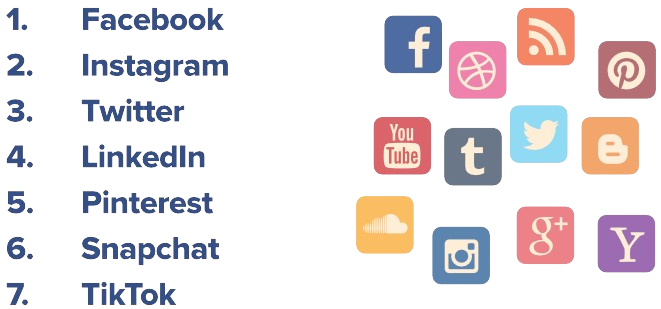 1. Facebook
2. Instagram
3. Twitter
4. LinkedIn
5. Pinterest
6. Snapchat
7. TikTok
f
You
Tube
t
g+
Y